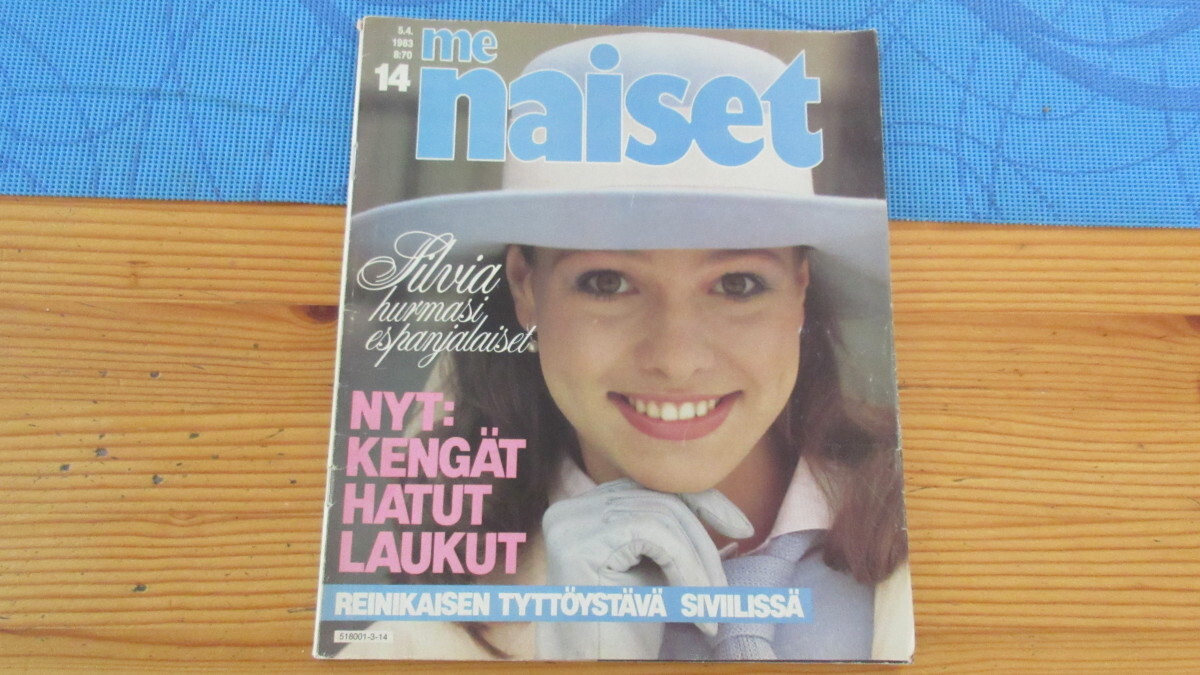 5.4.
1983
8:70
14
me
naiset
Silvia
hurmasi
espanjalaiset
NYT:
KENGÄT
HATUT
LAUKUT
REINIKAISEN TYTTÖYSTÄVÄ SIVIILISSÄ
518001-3-14